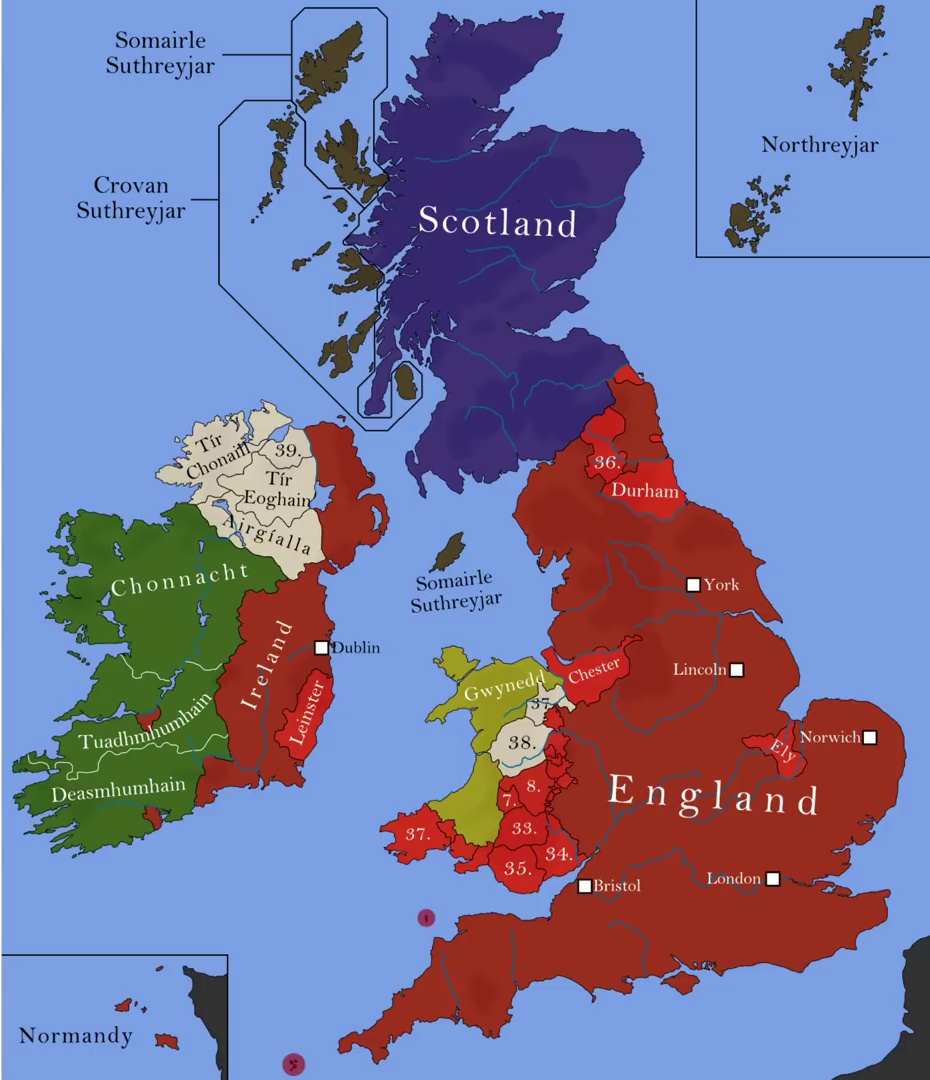 Somairle
Suthreyjar
Northreyjar
Crovan
Suthreyjar
Scotland
Tír
Chonaill
39.
Tír
Eoghain
Airgíalla
36.
Durham
Somairle
Suthreyjar
Chonnacht
York
Ireland
Dublin
Leinster
Gwynedd
Chester
Lincoln
37.
38.
Ely
Norwich
Tuadhmhumhain
Deasmhumhain
7.
8.
England
37.
33.
34.
35.
Bristol
London
Normandy